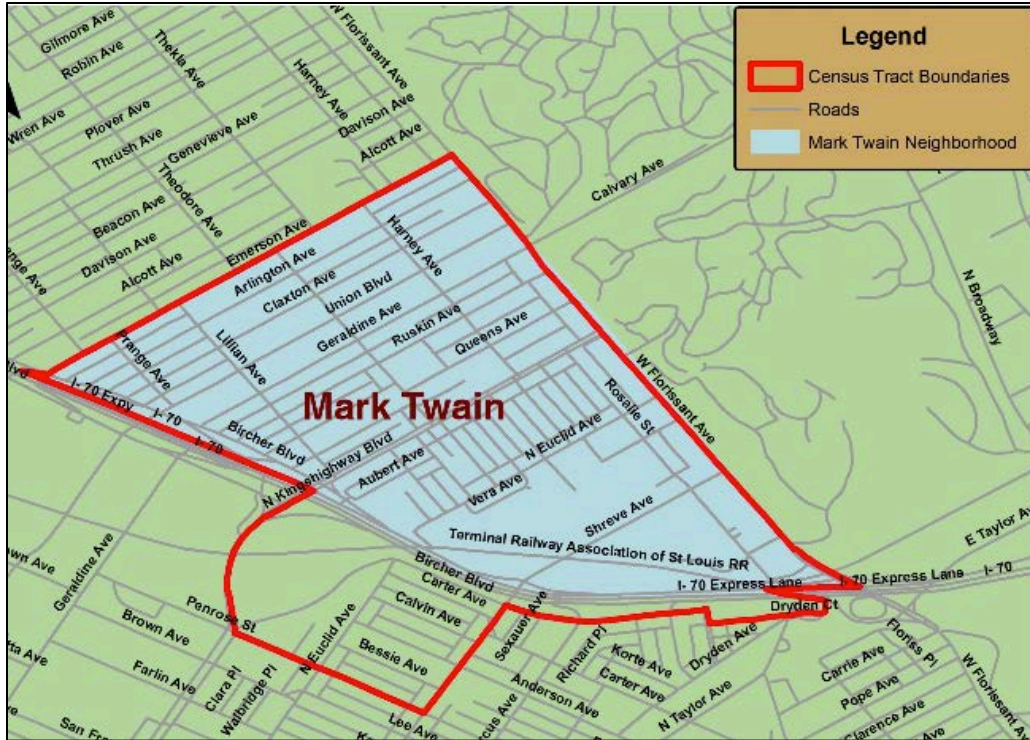 Legend
Census Tract Boundaries
Roads
Mark Twain Neighborhood
Gilmore Ave
Robin Ave
Thekla Ave
W Florissant Ave
Harney Ave
Wren Ave
Plover Ave
Thrush Ave
Genevieve Ave
Davison Ave
Alcott Ave
Theodore Ave
Calvary Ave
Beacon Ave
Davison Ave
Alcott Ave
Emerson Ave
Arlington Ave
Harney Ave
Claxton Ave
Union Blvd
Geraldine Ave
Ruskin Ave
Queens Ave
N Broadway
Prange Ave
Lillian Ave
Blvd
I- 70 Expy
I- 70
I- 70
Mark Twain
W Florissant Ave
Rosalie St
Bircher Blvd
N Kingshighway Blvd
Aubert Ave
N Euclid Ave
Vera Ave
Shreve Ave
Terminal Railway Association of St Louis RR
E Taylor Ave
Geraldine Ave
Bircher Blvd
I- 70 Express Lane
I- 70 Express Lane
I- 70
Dryden Ct
Carter Ave
Calvin Ave
Sexauer Ave
Penrose St
Brown Ave
N Euclid Ave
Bessie Ave
Richard Pl
Korte Ave
Carter Ave
Dryden Ave
Floriss Pl
W Florissant Ave
Farlin Ave
Clara Pl
Walbridge Pl
Lee Ave
Anderson Ave
N Taylor Ave
Carrie Ave
Pope Ave
Clarence Ave
San Fra